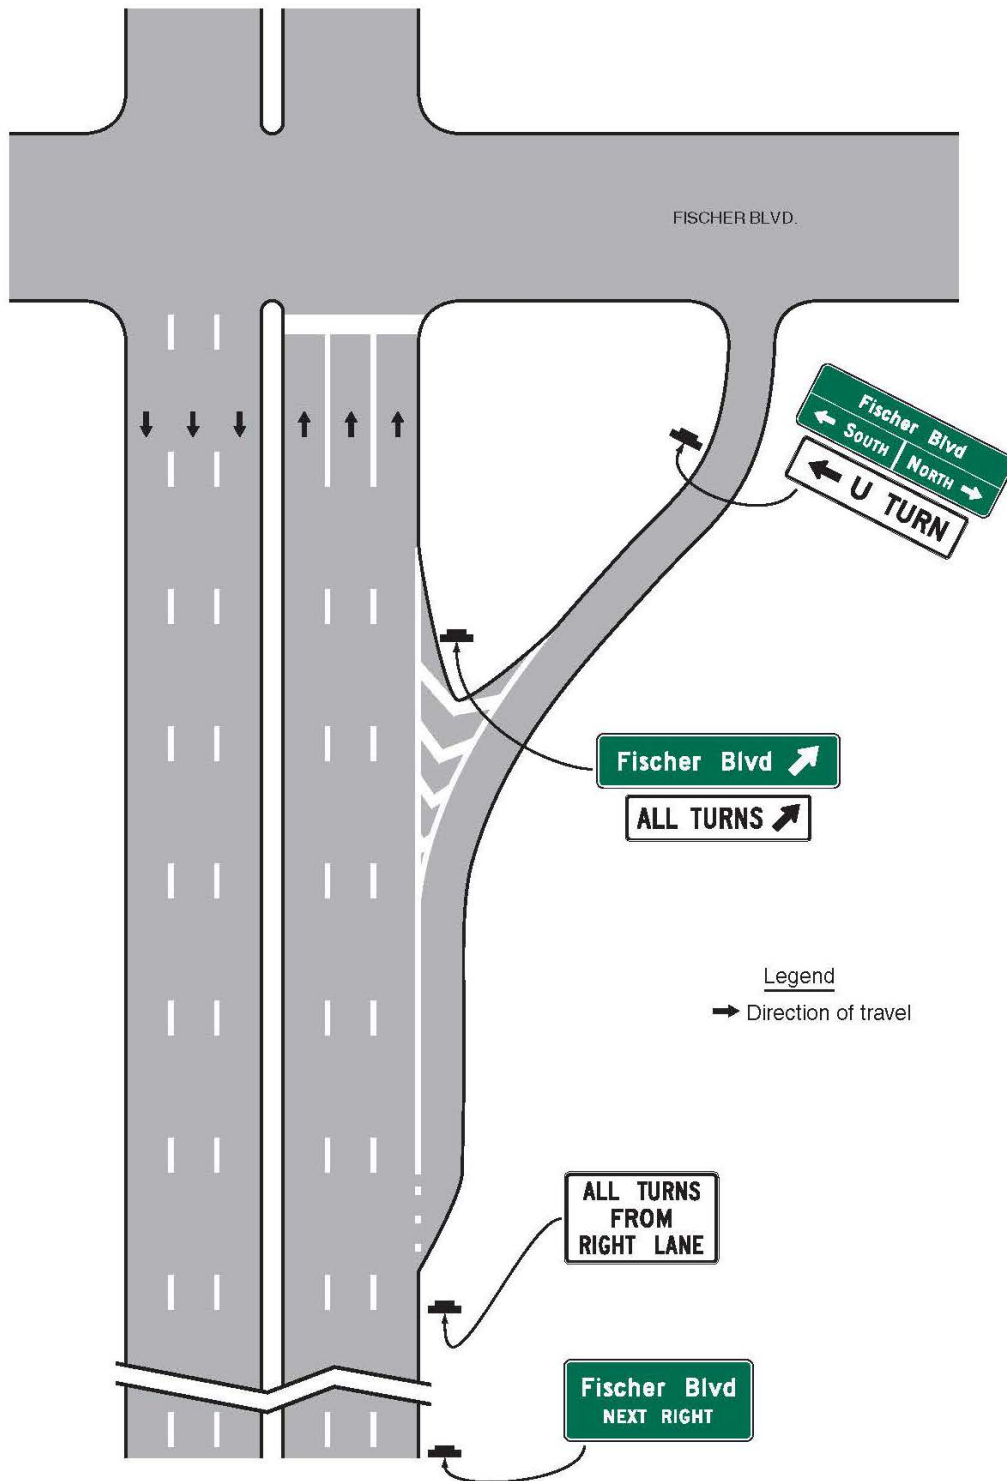 FISCHER BLVD.
Fischer Blvd
SOUTH
NORTH
U TURN
Fischer Blvd
ALL TURNS
Legend
Direction of travel
ALL TURNS
FROM
RIGHT LANE
Fischer Blvd
NEXT RIGHT